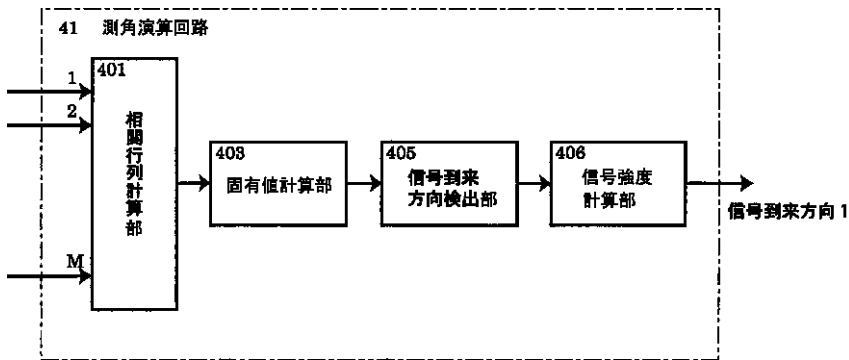 41 測角演算回路
401
1
2
M
相関行列計算部
403
固有値計算部
405
信号到来
方向検出部
406
信号強度
計算部
信号到来方向1